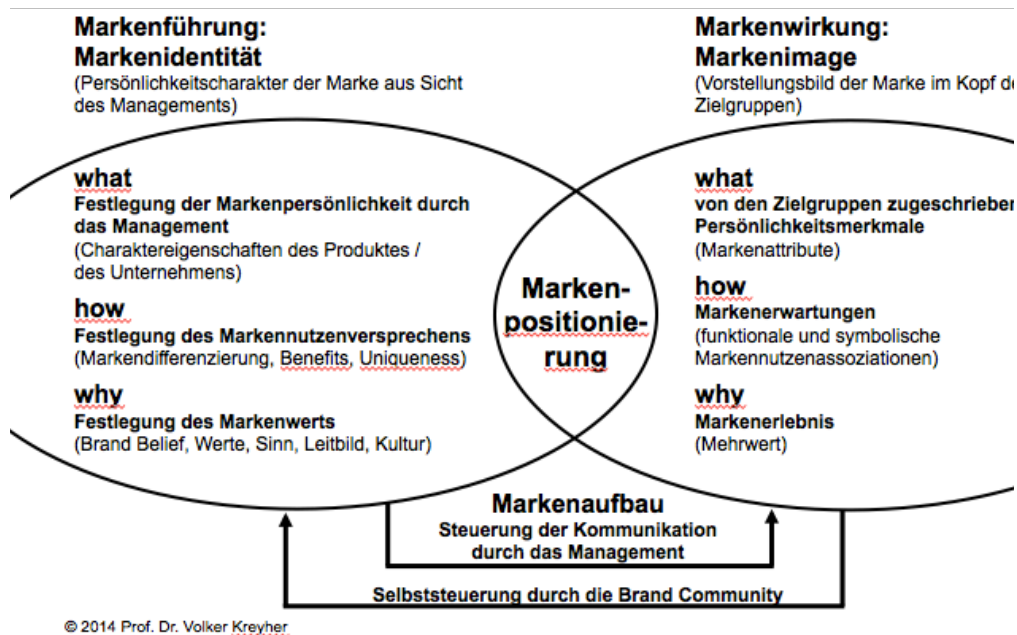 Markenführung:
Markenidentität
(Persönlichkeitscharakter der Marke aus Sicht
des Managements)
what
Festlegung der Markenpersönlichkeit durch
das Management
(Charaktereigenschaften des Produktes /
des Unternehmens)
how
Festlegung des Markennutzenversprechens
(Markendifferenzierung, Benefits, Uniqueness)
why
Festlegung des Markenwerts
(Brand Belief, Werte, Sinn, Leitbild, Kultur)
Marken-
positionie-
rung
Markenwirkung:
Markenimage
(Vorstellungsbild der Marke im Kopf de
Zielgruppen)
what
von den Zielgruppen zugeschrieben
Persönlichkeitsmerkmale
(Markenattribute)
how
Markenerwartungen
(funktionale und symbolische
Markennutzenassoziationen)
why
Markenerlebnis
(Mehrwert)
Markenaufbau
Steuerung der Kommunikation
durch das Management
Selbststeuerung durch die Brand Community
© 2014 Prof. Dr. Volker Kreyher